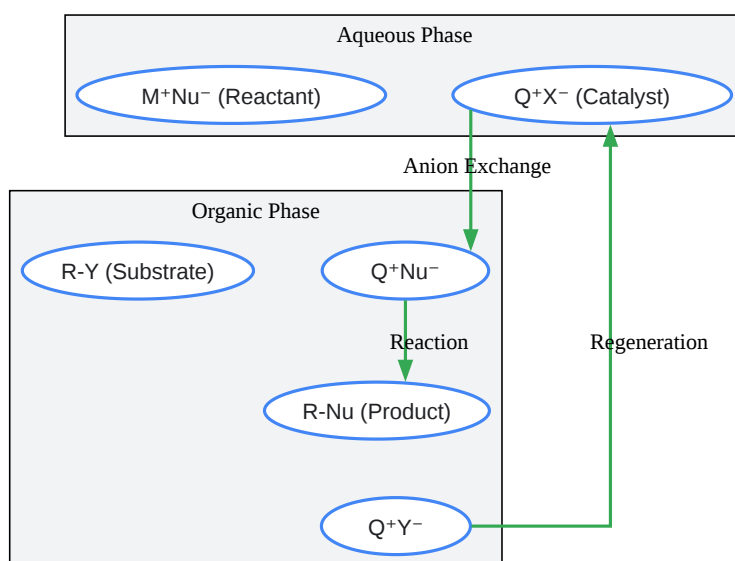 Aqueous Phase
M⁺Nu⁻ (Reactant)
Q⁺X⁻ (Catalyst)
Anion Exchange
Organic Phase
R-Y (Substrate)
Q⁺Nu⁻
Reaction
Regeneration
R-Nu (Product)
Q⁺Y⁻